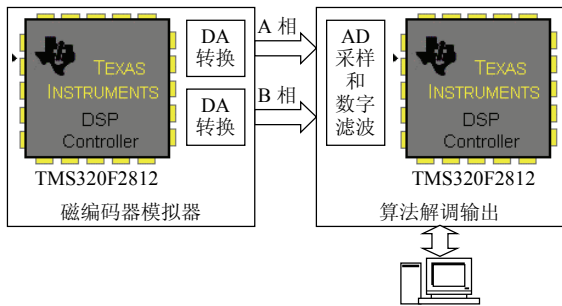 TEXAS
INSTRUMENTS
DSP
Controller
TMS320F2812
DA
转换
DA
转换
磁编码器模拟器
A 相
B 相
AD
采样
和
数字
滤波
TEXAS
INSTRUMENTS
DSP
Controller
TMS320F2812
算法解调输出